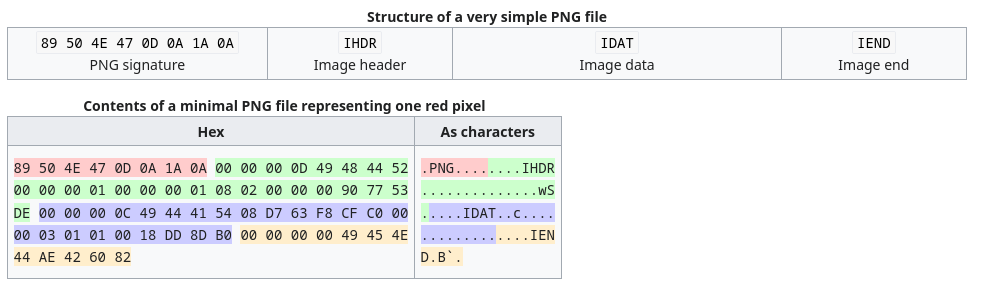 Structure of a very simple PNG file
89 50 4E 47 0D 0A 1A 0A IHDR IDAT IEND
PNG signature Image header Image data Image end
Contents of a minimal PNG file representing one red pixel
Hex As characters
89 50 4E 47 0D 0A 1A 0A 00 00 00 0D 49 48 44 52 .PNG........IHDR
00 00 00 01 00 00 00 01 08 02 00 00 00 90 77 53 ..............wS
DE 00 00 00 0C 49 44 41 54 08 D7 63 F8 CF C0 00 .....IDAT..c....
00 03 01 01 00 18 DD 8D B0 00 00 00 00 49 45 4E .............IEN
44 AE 42 60 82 D.B`.